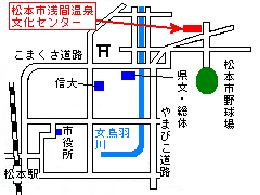 松本市浅間温泉
文化センター
こまくさ道路
信大
県文・総体
松本市野球場
市役所
女鳥羽川
やまびこ道路
松本駅